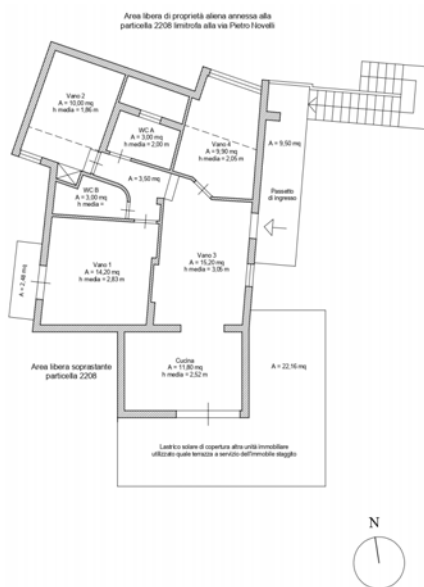 Area libera di proprietà aliena annessa alla
particella 2208 limitrofa alla via Pietro Novelli
Vano 2
A = 10,00 mq
h media = 1,86 m
WC A
A = 3,00 mq
h media = 2,00 m
Vano 4
A = 9,90 mq
h media = 2,05 m
A = 9,50 mq
A = 3,50 mq
WC B
A = 3,00 mq
h media =
Passetto
di ingresso
Vano 1
A = 14,20 mq
h media = 2,83 m
Vano 3
A = 15,20 mq
h media = 3,05 m
A = 2,48 mq
Area libera soprastante
particella 2208
Cucina
A = 11,80 mq
h media = 2,52 m
A = 22,16 mq
Lestrico solare di copertura altra unità immobiliare
utilizzato quale terrazza a servizio dell'immobile staggito
N